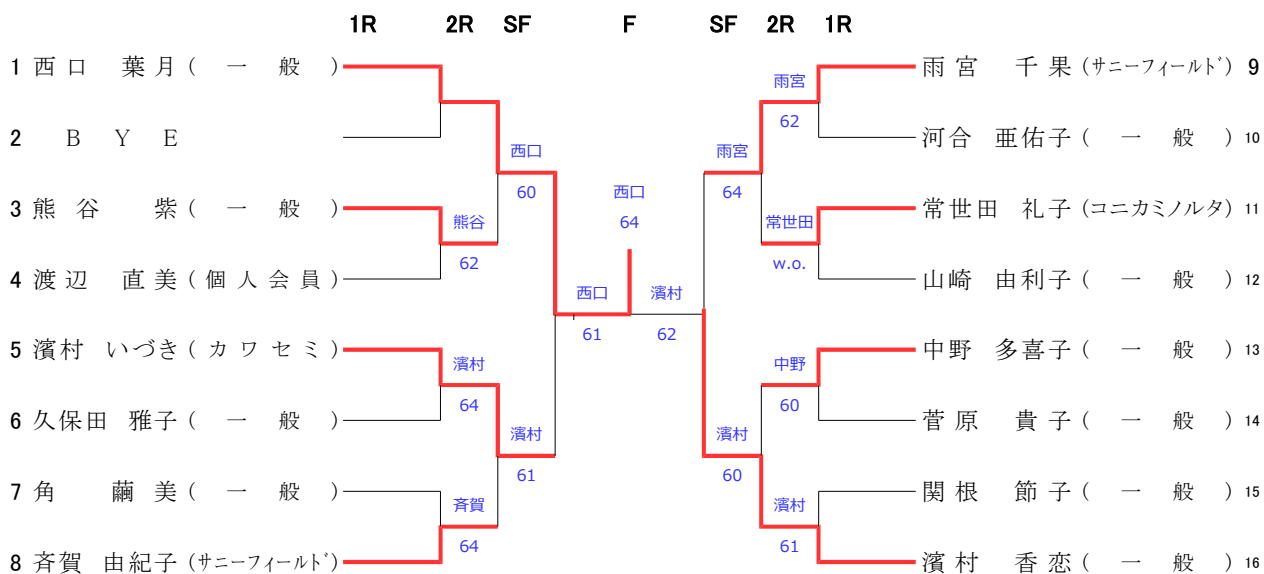 1R 2R SF F SF 2R 1R
1 西口 葉月 ( 一 般 )
雨宮 千果 (サニーフィールド) 9
雨宮
62
2 B Y E
河合 亜佑子 ( 一 般 ) 10
西口
60
雨宮
64
西口
64
3 熊谷 紫 ( 一 般 )
常世田 礼子 (コニカミノルタ) 11
熊谷
62
常世田
w.o.
4 渡辺 直美 (個人会員)
山崎 由利子 ( 一 般 ) 12
西口
61
濱村
62
5 濱村 いづき (カワセミ)
中野 多喜子 ( 一 般 ) 13
濱村
64
中野
60
6 久保田 雅子 ( 一 般 )
菅原 貴子 ( 一 般 ) 14
濱村
61
濱村
60
7 角 繭美 ( 一 般 )
関根 節子 ( 一 般 ) 15
斉賀
64
濱村
61
8 斉賀 由紀子 (サニーフィールド)
濱村 香恋 ( 一 般 ) 16